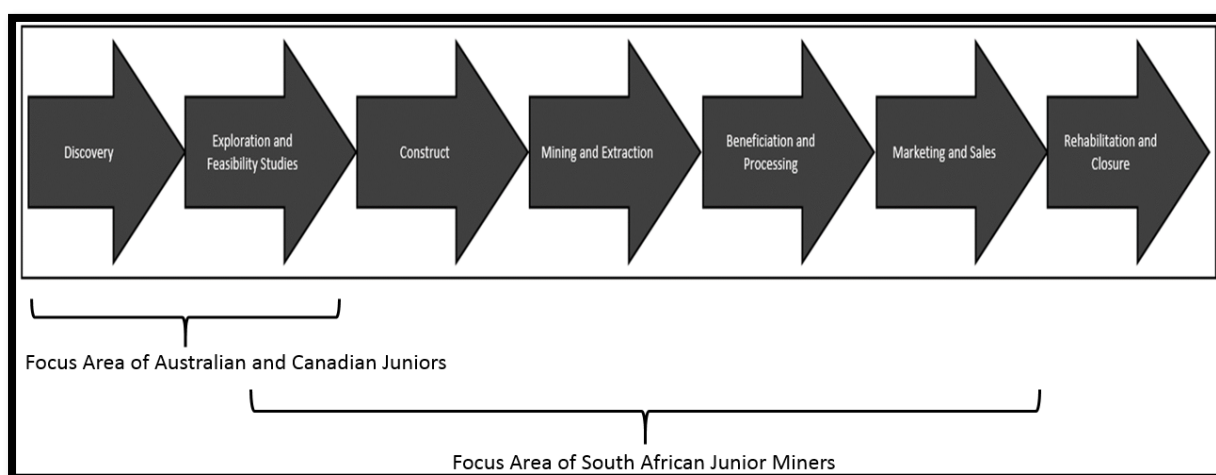 Discovery
Exploration and
Feasibility Studies
Construct
Mining and Extraction
Beneficiation and
Processing
Marketing and Sales
Rehabilitation and
Closure
Focus Area of Australian and Canadian Juniors
Focus Area of South African Junior Miners